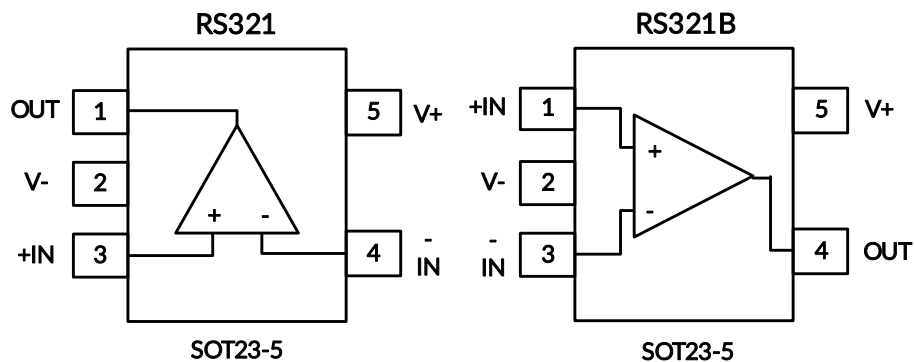 RS321
OUT 1
5 V+
V- 2
+ -
+IN 3
4 -
IN
SOT23-5
RS321B
+IN 1
5 V+
+
V- 2
-
- 3
IN
4 OUT
SOT23-5